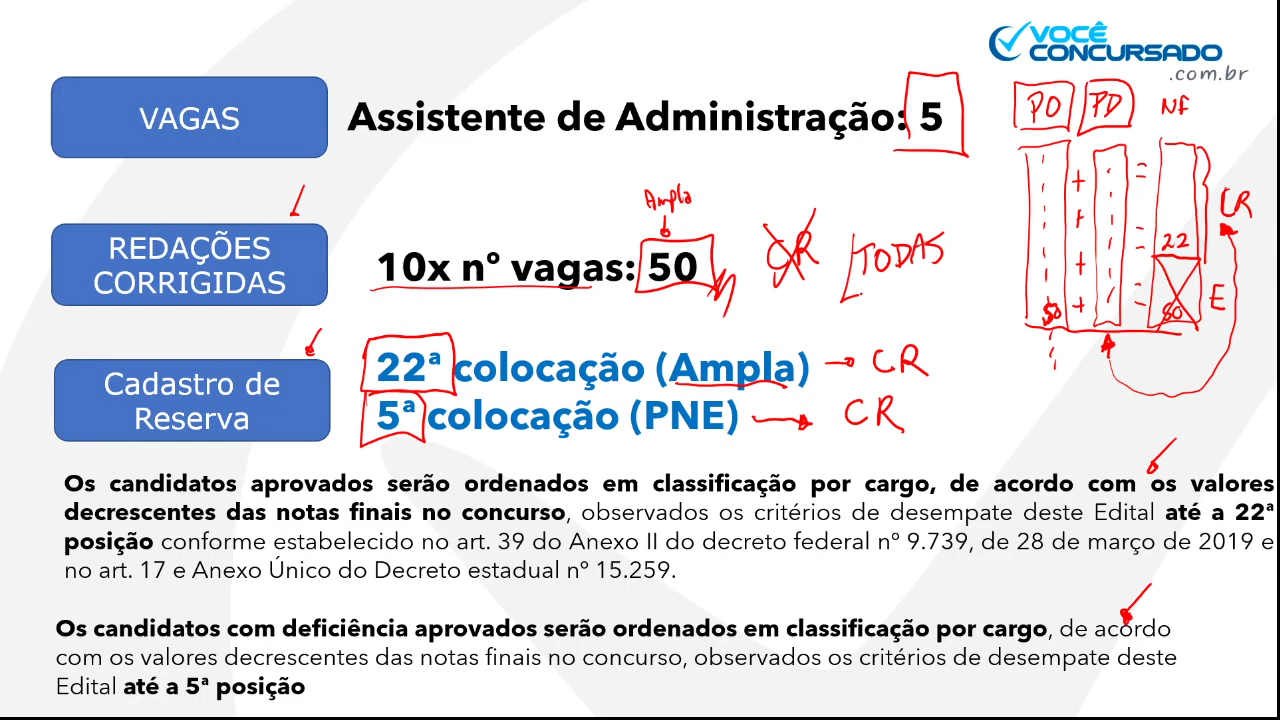 VOCÊ
CONCURSADO
.com.br
VAGAS
Assistente de Administração: 5
PO PD NF
Ampla
REDAÇÕES
CORRIGIDAS
10x nº vagas: 50
CR
TODAS
+ =
+ = 22
+
50 + = 50
CR
E
Cadastro de
Reserva
22ª colocação (Ampla) → CR
5ª colocação (PNE) → CR
Os candidatos aprovados serão ordenados em classificação por cargo, de acordo com os valores
decrescentes das notas finais no concurso, observados os critérios de desempate deste Edital até a 22ª
posição conforme estabelecido no art. 39 do Anexo II do decreto federal nº 9.739, de 28 de março de 2019 e
no art. 17 e Anexo Único do Decreto estadual nº 15.259.
Os candidatos com deficiência aprovados serão ordenados em classificação por cargo, de acordo
com os valores decrescentes das notas finais no concurso, observados os critérios de desempate deste
Edital até a 5ª posição